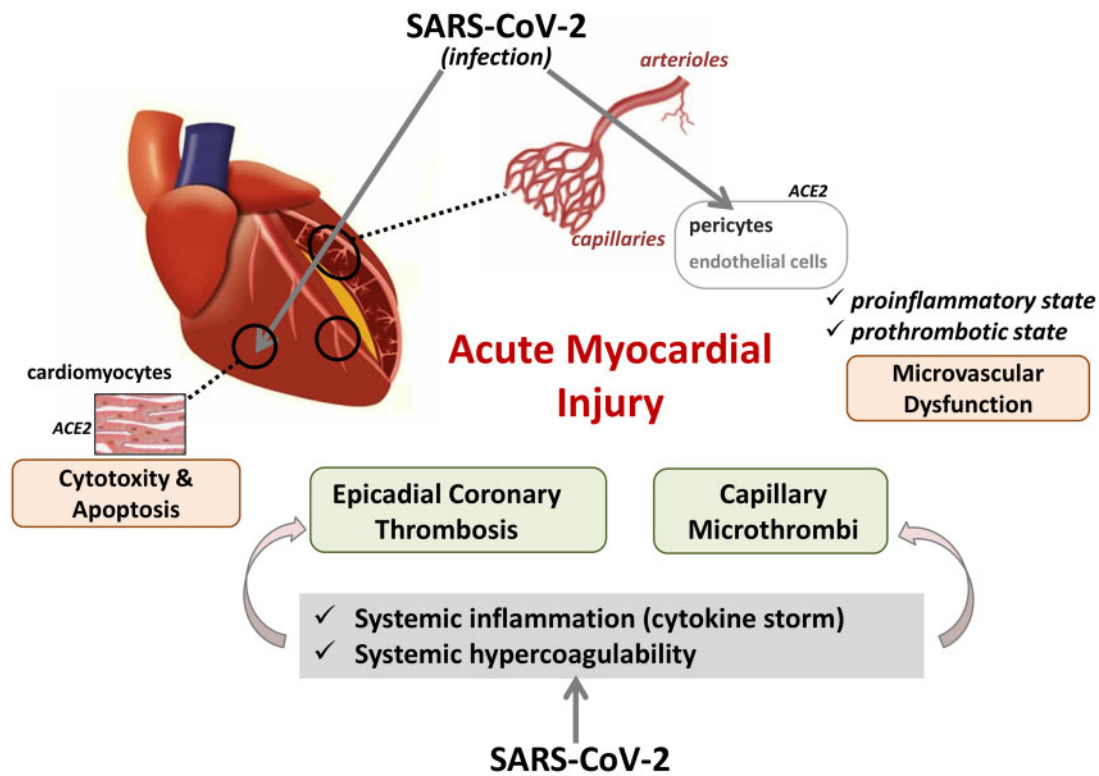 SARS-CoV-2
(infection)
arterioles
capillaries
ACE2
pericytes
endothelial cells
✓ proinflammatory state
✓ prothrombotic state
Microvascular
Dysfunction
Acute Myocardial
Injury
cardiomyocytes
ACE2
Cytotoxity &
Apoptosis
Epicadial Coronary
Thrombosis
Capillary
Microthrombi
✓ Systemic inflammation (cytokine storm)
✓ Systemic hypercoagulability
SARS-CoV-2